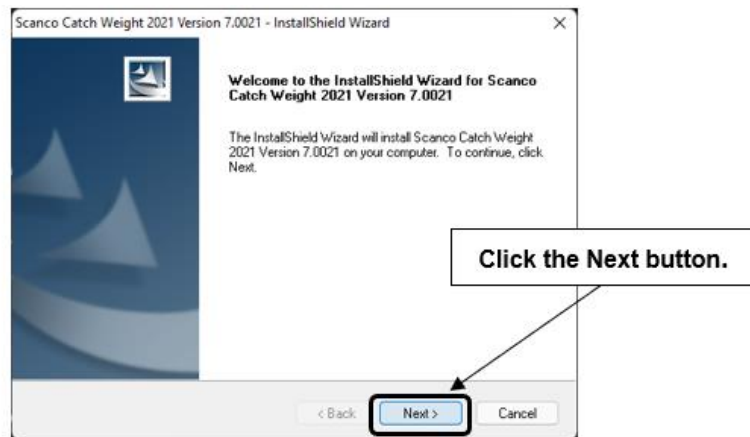 Scanco Catch Weight 2021 Version 7.0021 - InstallShield Wizard
Welcome to the InstallShield Wizard for Scanco
Catch Weight 2021 Version 7.0021
The InstallShield Wizard will install Scanco Catch Weight
2021 Version 7.0021 on your computer. To continue, click
Next.
Click the Next button.
< Back
Next >
Cancel